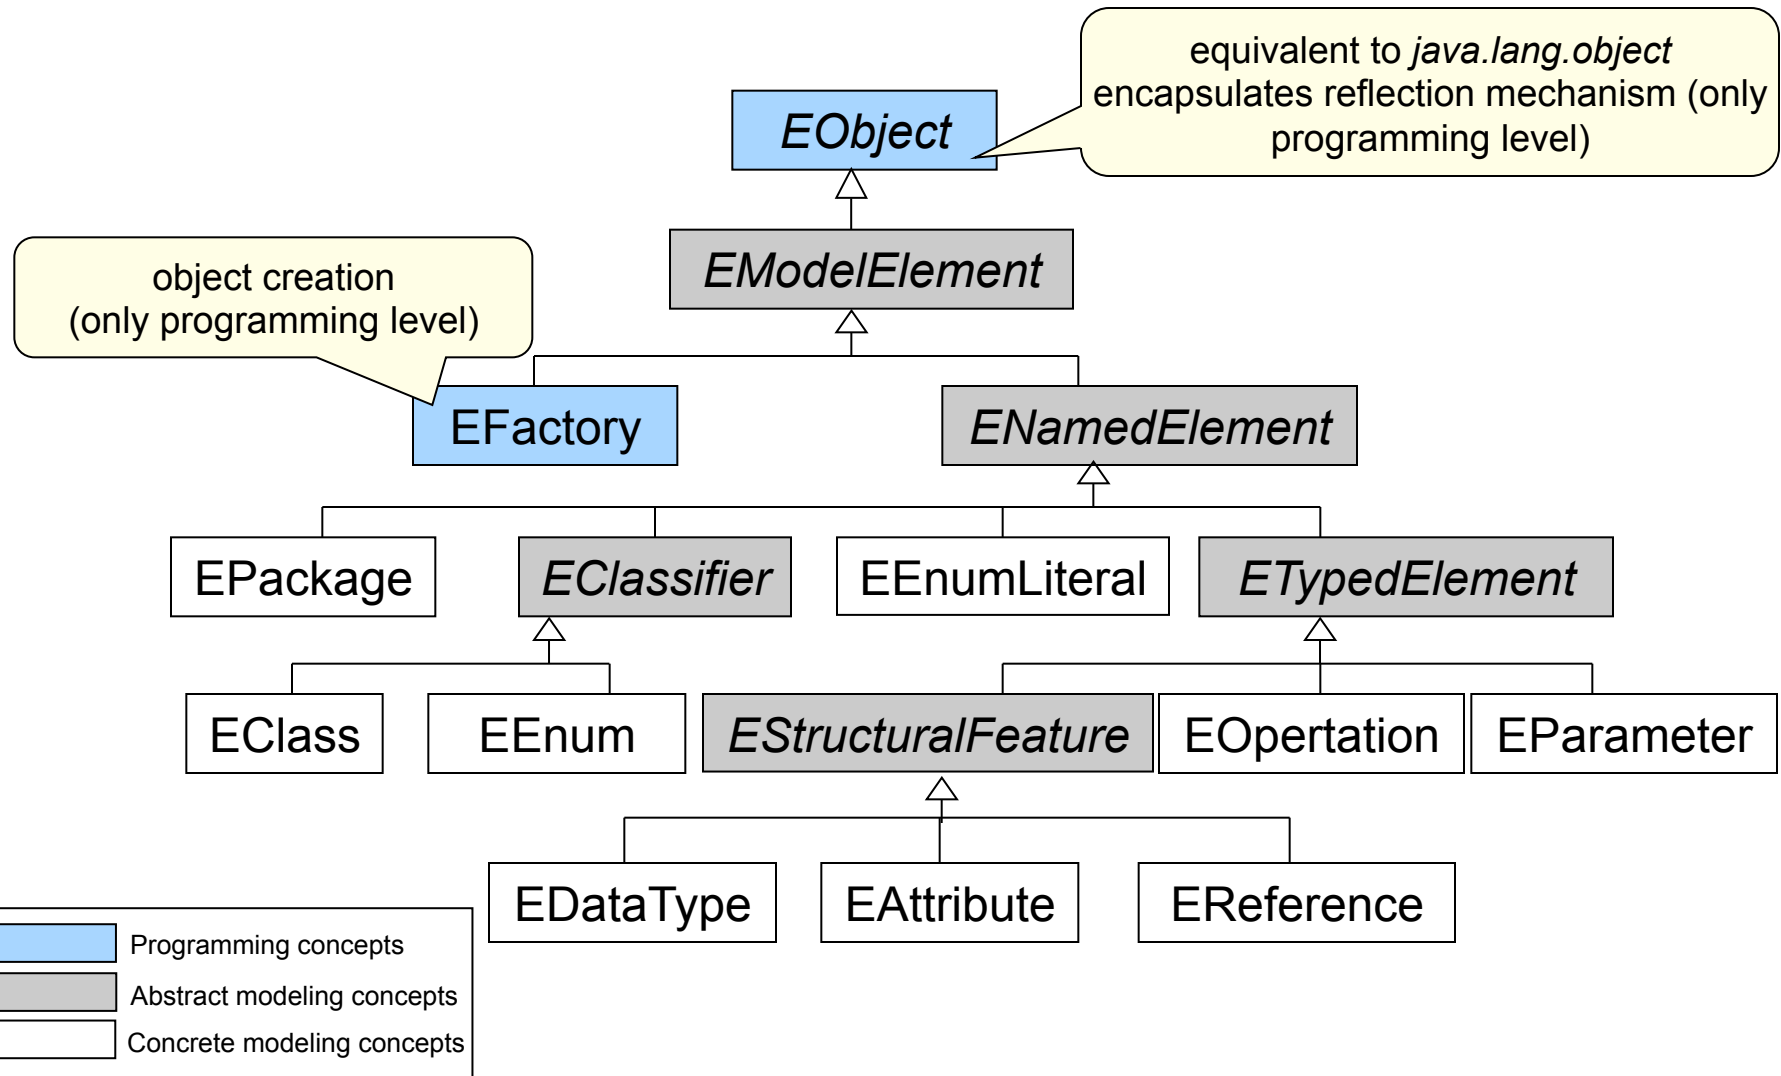 equivalent to java.lang.object
encapsulates reflection mechanism (only
programming level)
EObject
EModelElement
object creation
(only programming level)
EFactory
ENamedElement
EPackage
EClassifier
EEnumLiteral
ETypedElement
EClass
EEnum
EStructuralFeature
EOpertation
EParameter
EDataType
EAttribute
EReference
Programming concepts
Abstract modeling concepts
Concrete modeling concepts